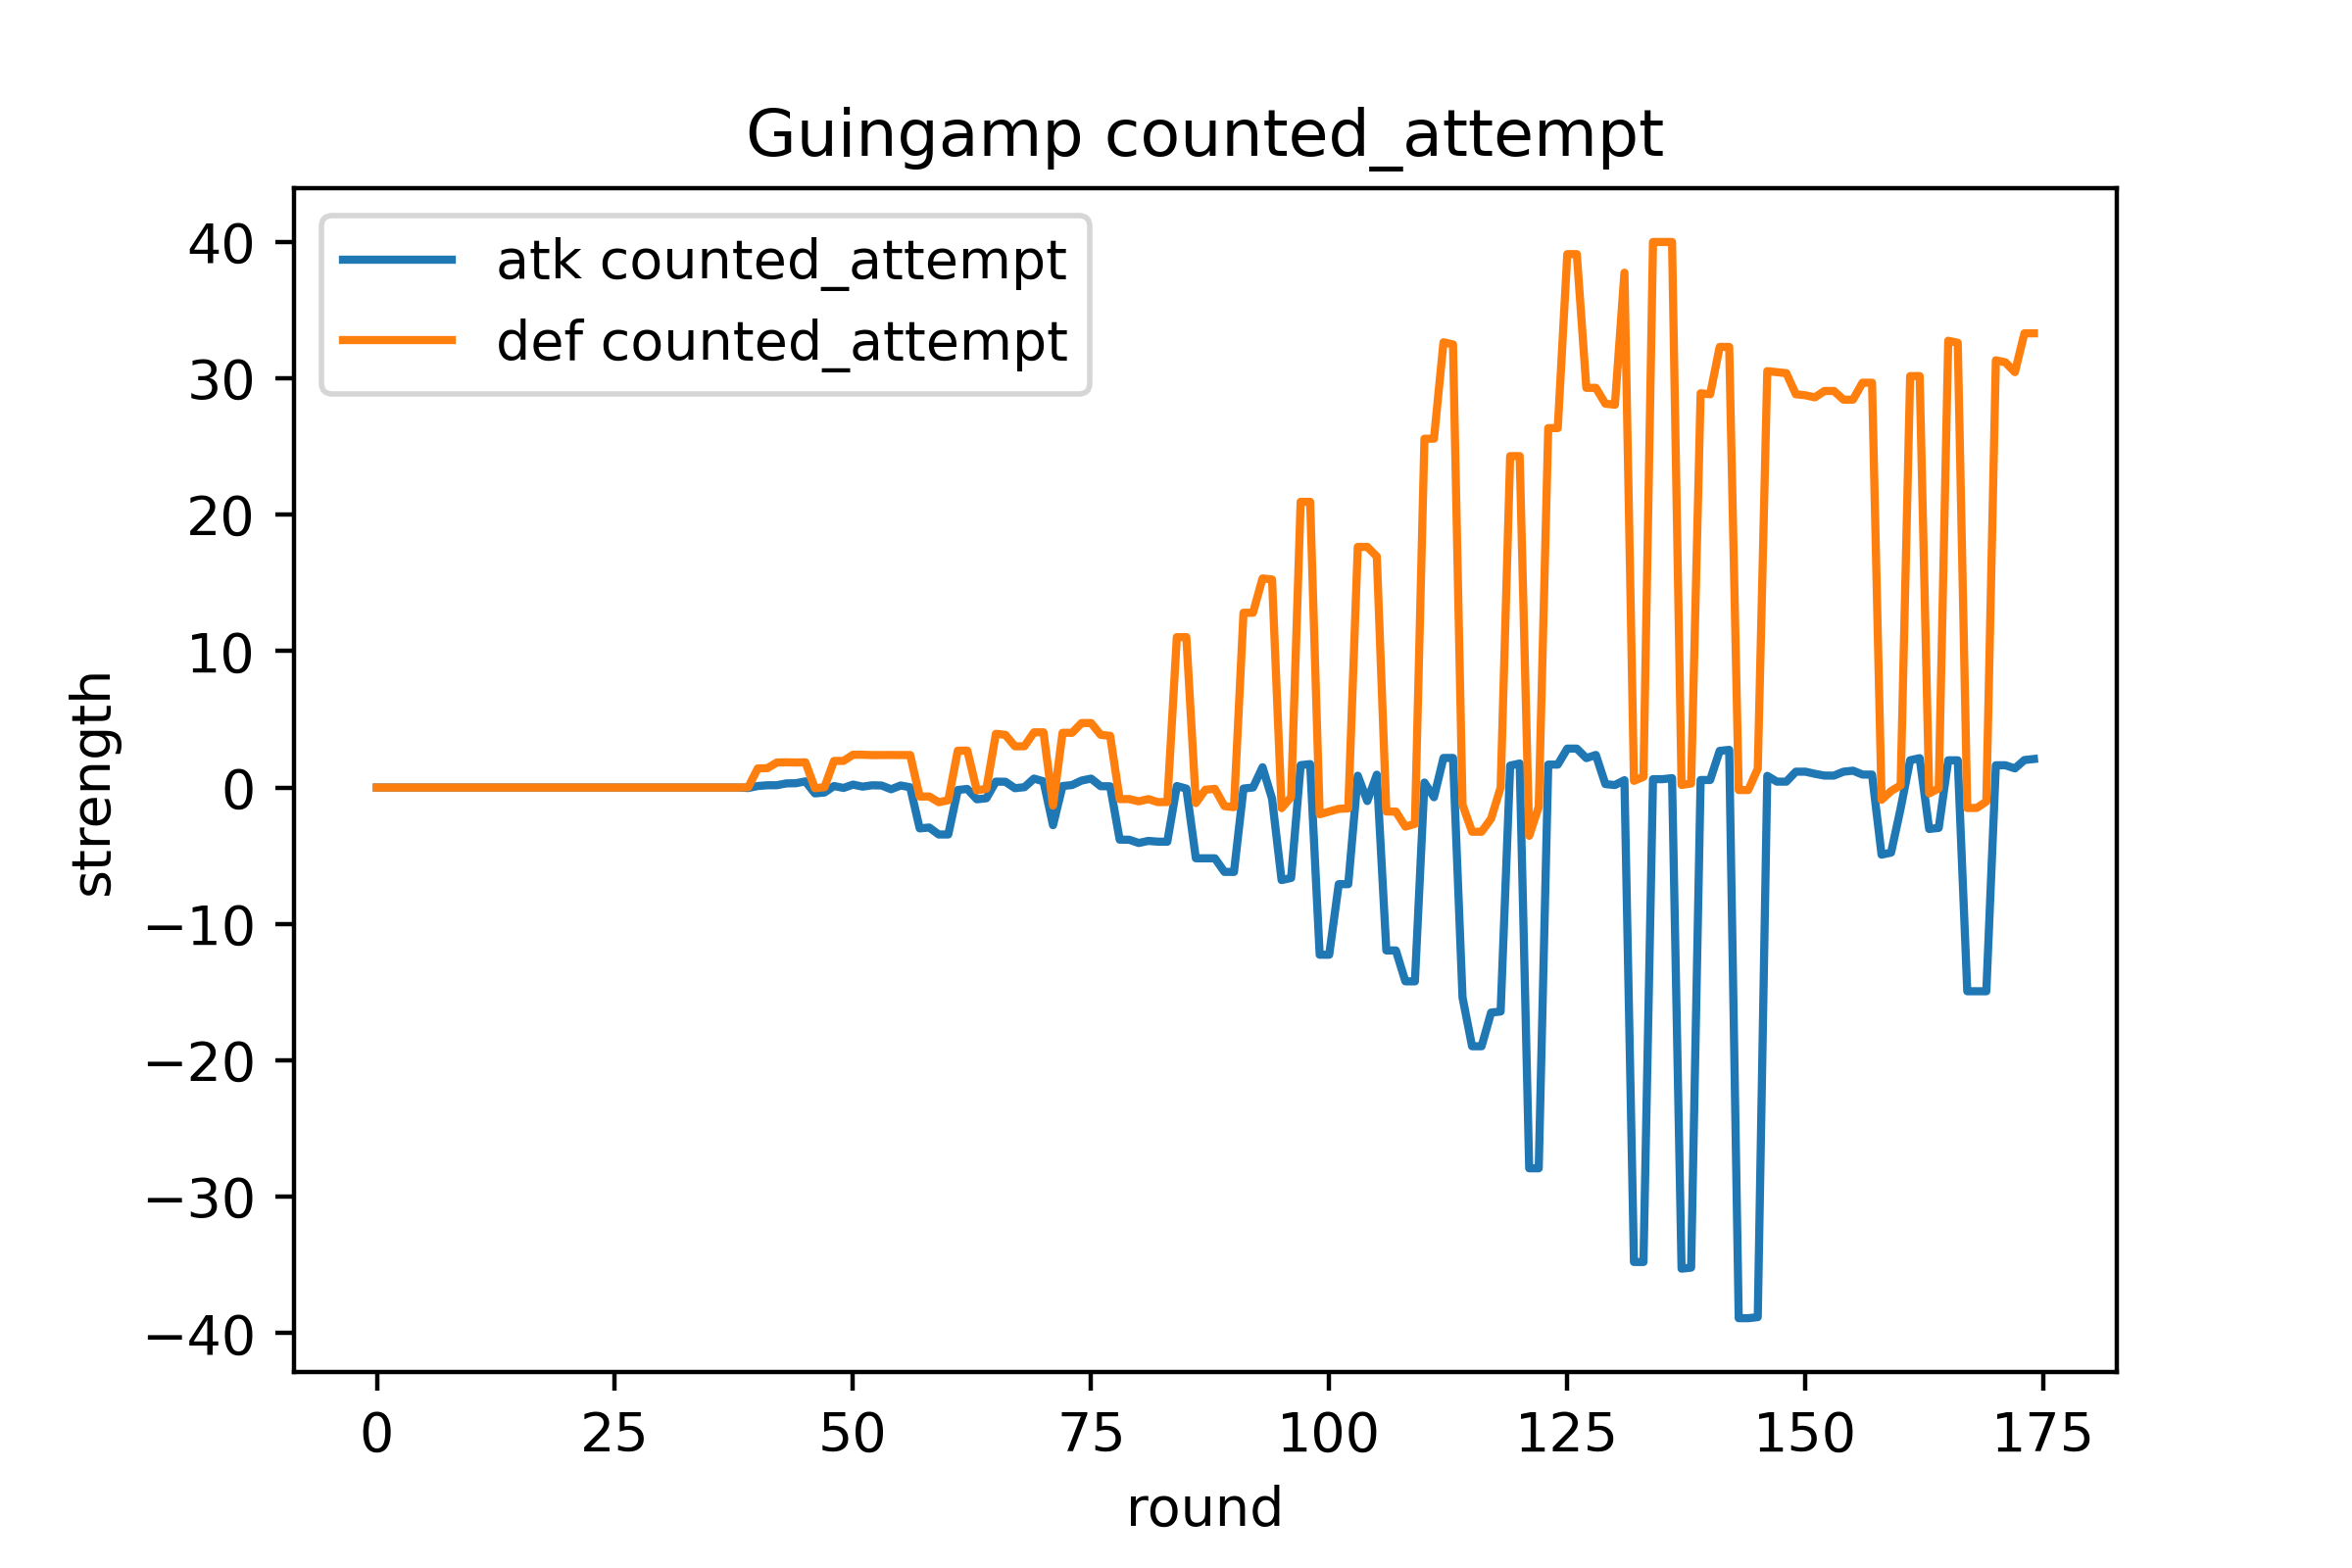 Guingamp counted_attempt
atk counted_attempt
def counted_attempt
40
30
20
10
0
−10
−20
−30
−40
strength
0 25 50 75 100 125 150 175
round